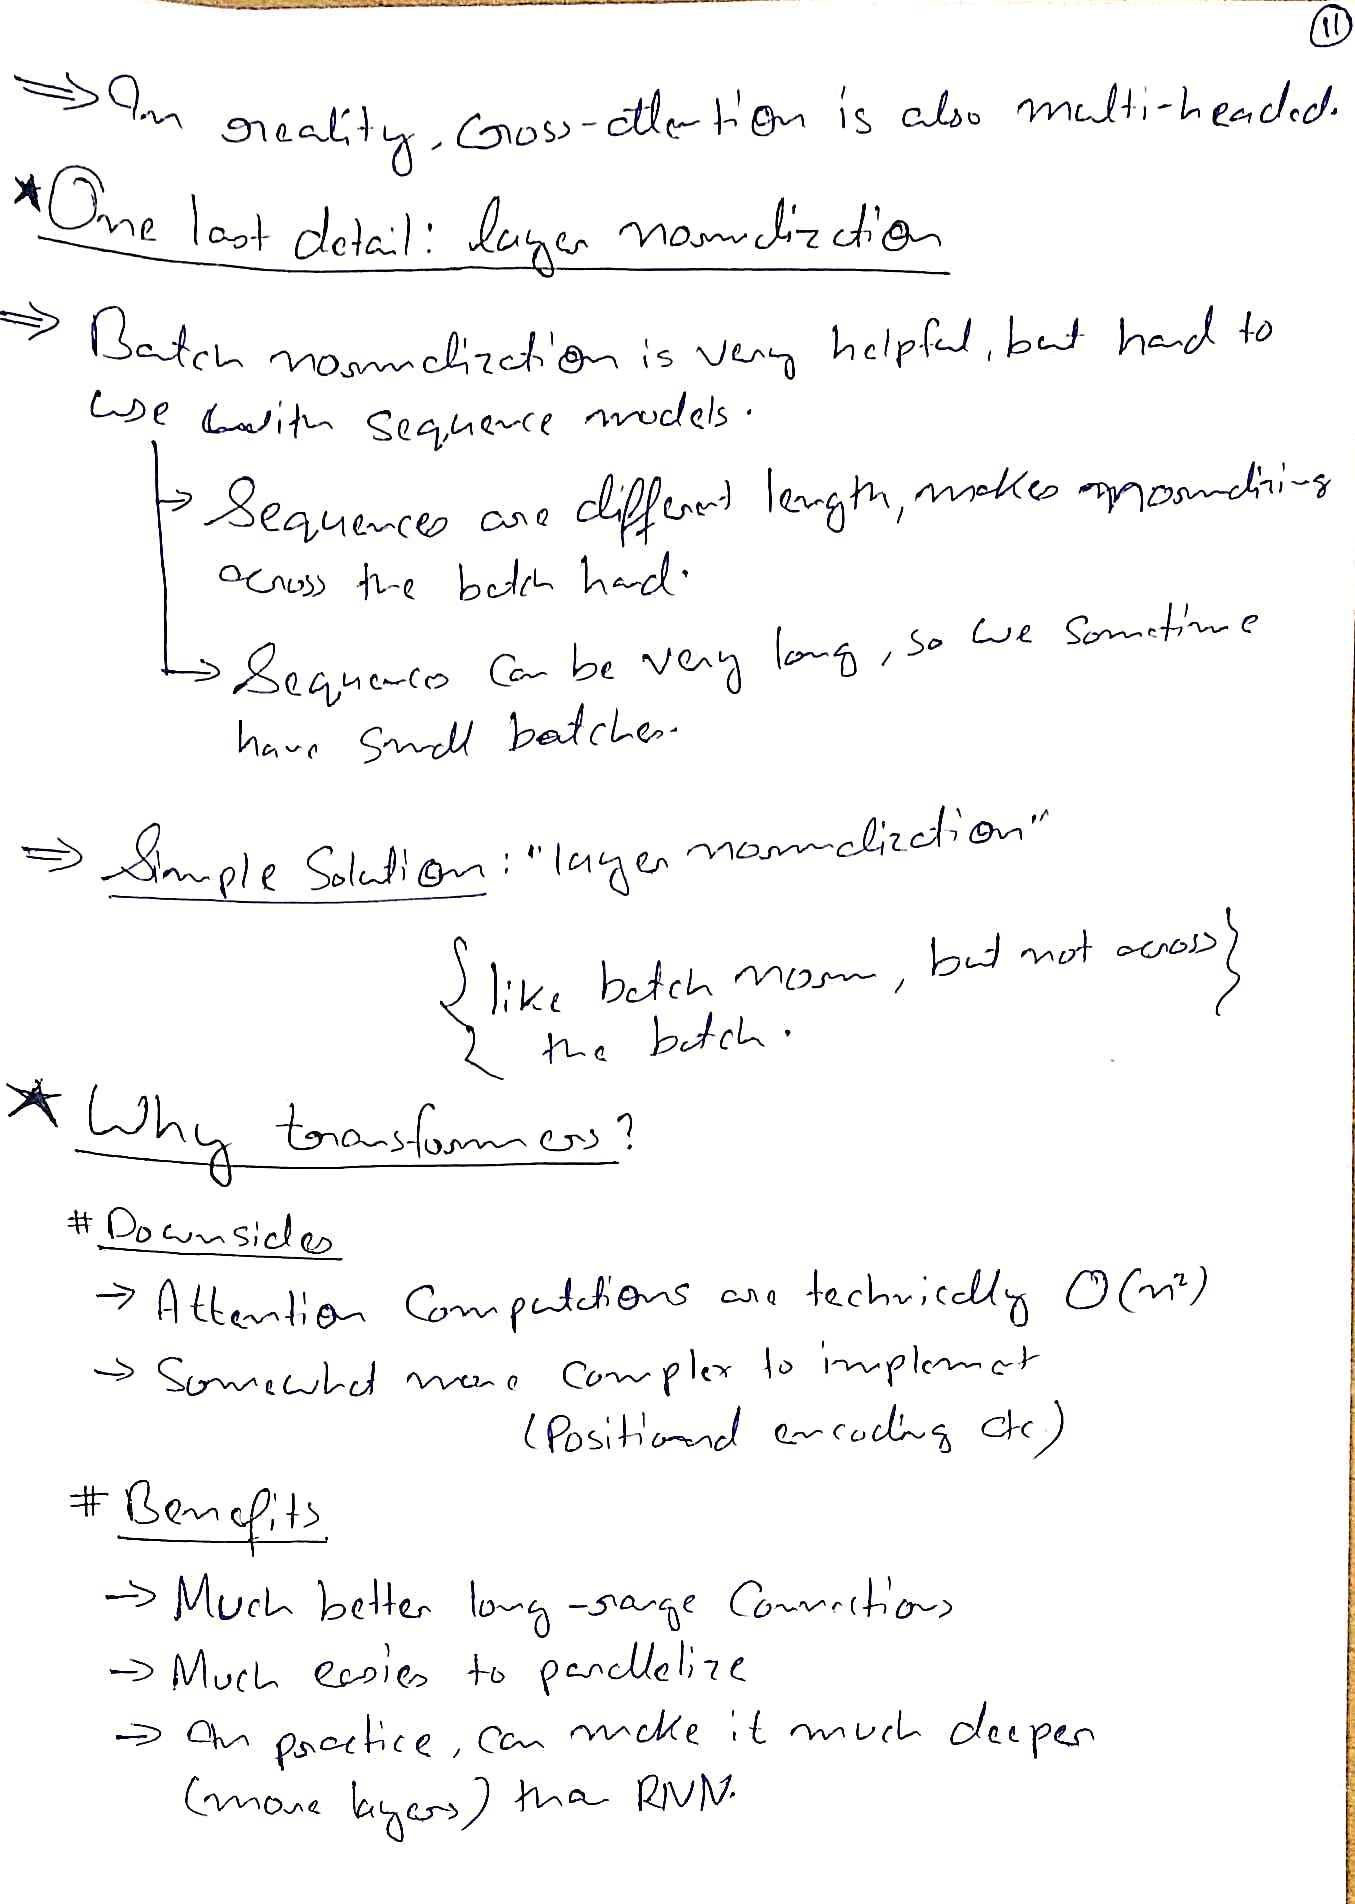 11
⇒ In reality, cross-attention is also multi-headed.
* One last detail: layer normalization
⇒ Batch normalization is very helpful, but hard to
use with sequence models.
→ Sequences are different length, makes normalizing
across the batch hard.
→ Sequences can be very long, so we sometime
have small batches.
⇒ Simple Solution: "layer normalization"
{ like batch norm, but not across }
the batch.
* Why transformers?
# Downsides
→ Attention Computations are technically O(n²)
→ Somewhat more complex to implement
(Positional encoding etc.)
# Benefits
→ Much better long-range Connections
→ Much easier to parallelize
→ In practice, can make it much deeper
(more layers) than RNN.